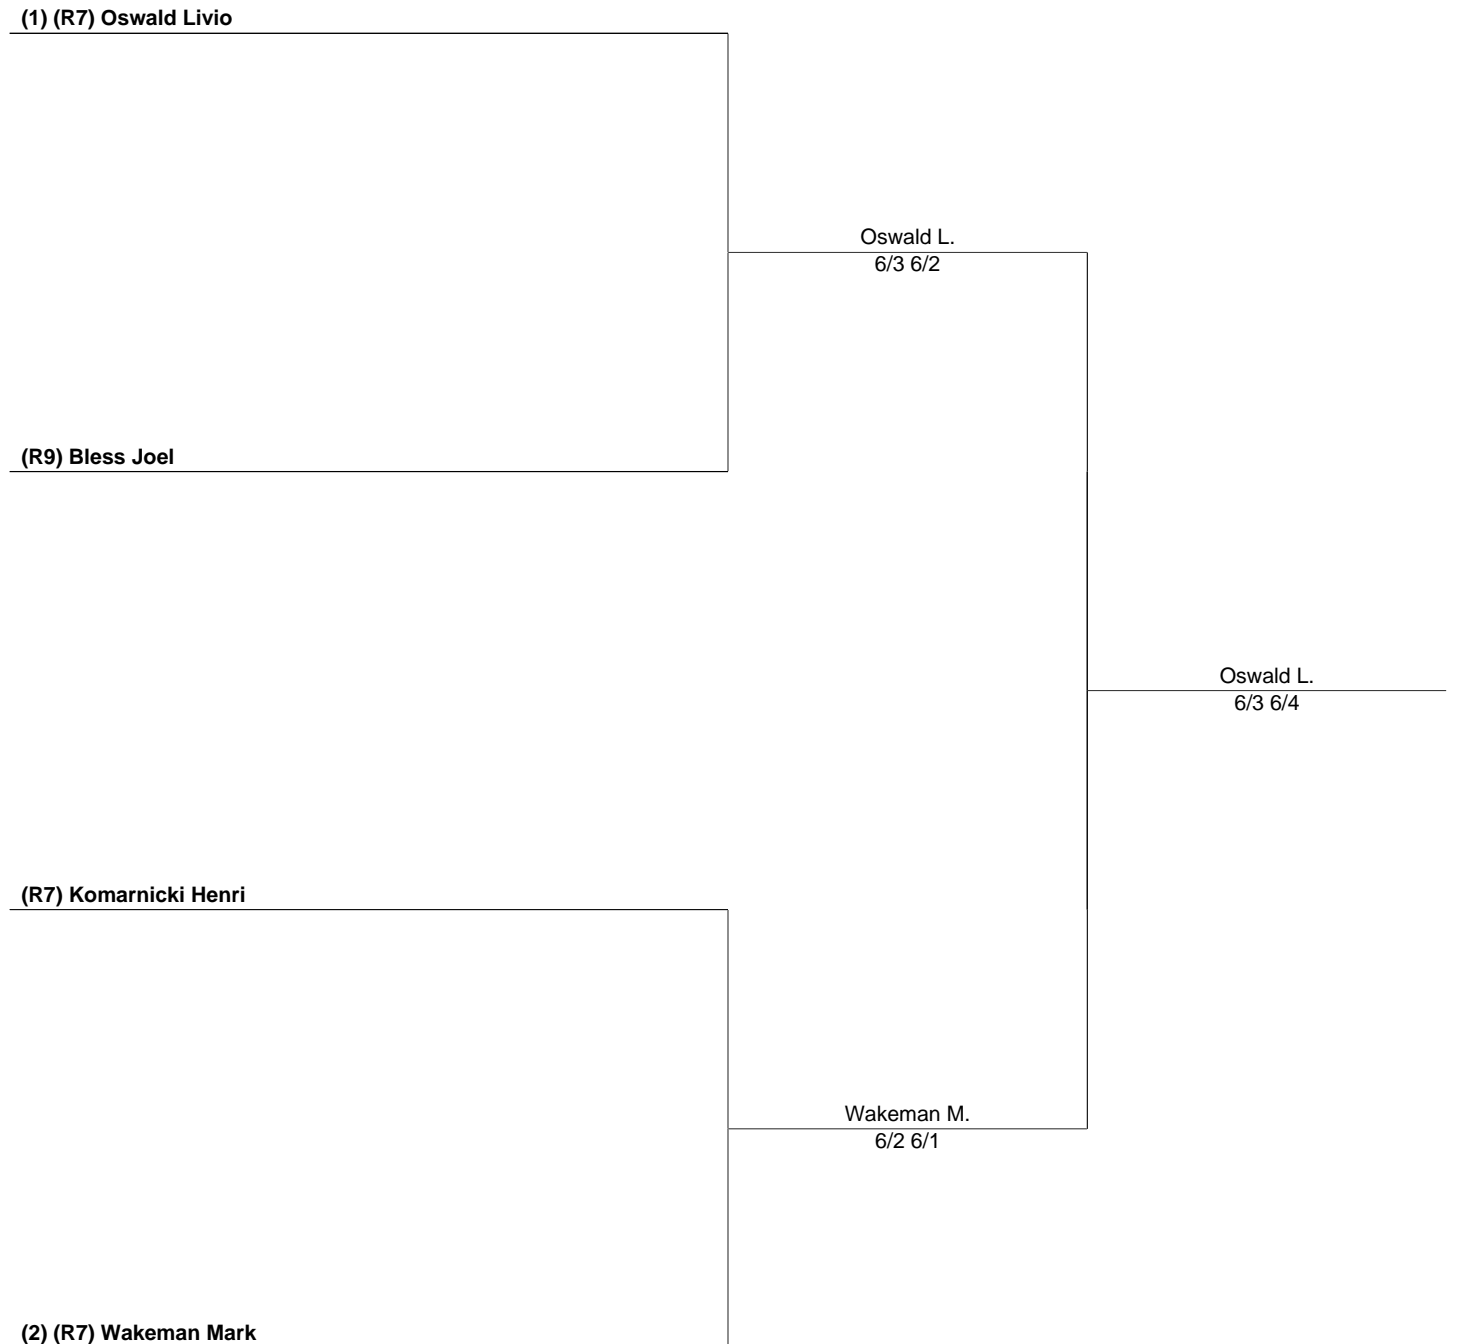 (1) (R7) Oswald Livio
Oswald L.
6/3 6/2
(R9) Bless Joel
Oswald L.
6/3 6/4
(R7) Komarnicki Henri
Wakeman M.
6/2 6/1
(2) (R7) Wakeman Mark